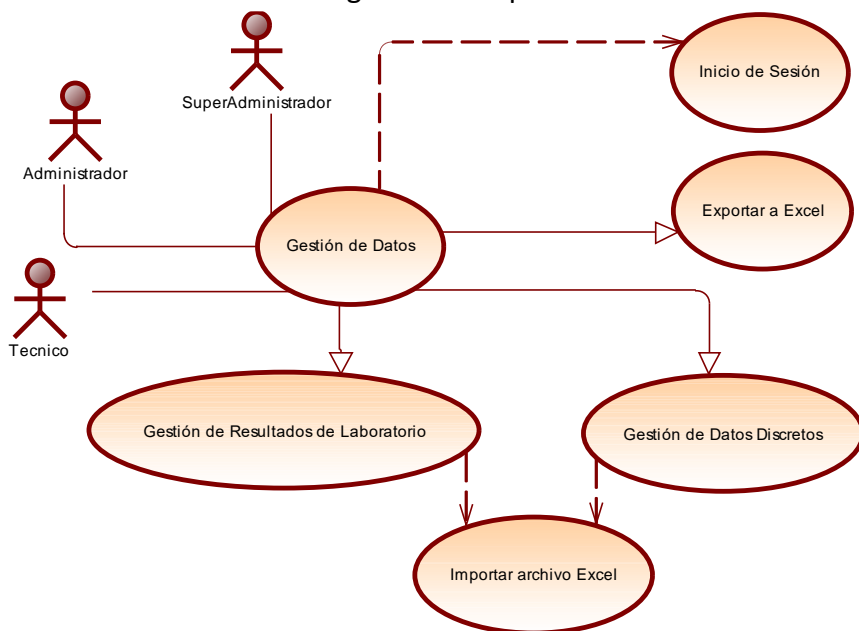 Inicio de Sesión
SuperAdministrador
Administrador
Exportar a Excel
Gestión de Datos
Tecnico
Gestión de Resultados de Laboratorio
Gestión de Datos Discretos
Importar archivo Excel